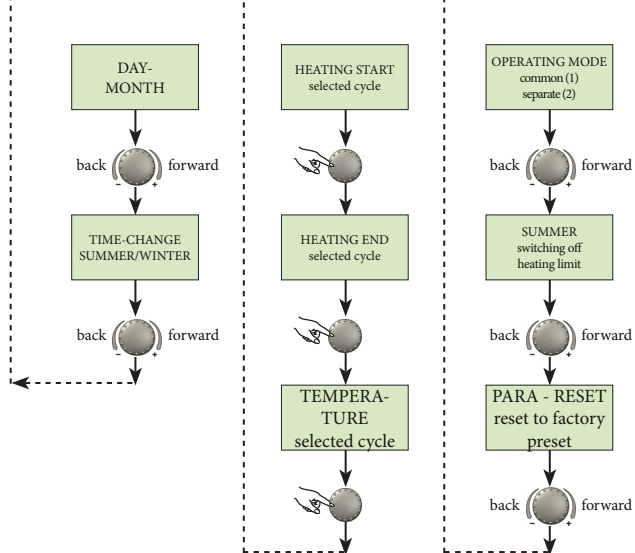 DAY-
MONTH
back forward
- +
TIME-CHANGE
SUMMER/WINTER
back forward
- +
HEATING START
selected cycle
HEATING END
selected cycle
TEMPERA-
TURE
selected cycle
OPERATING MODE
common (1)
separate (2)
back forward
- +
SUMMER
switching off
heating limit
back forward
- +
PARA - RESET
reset to factory
preset
back forward
- +